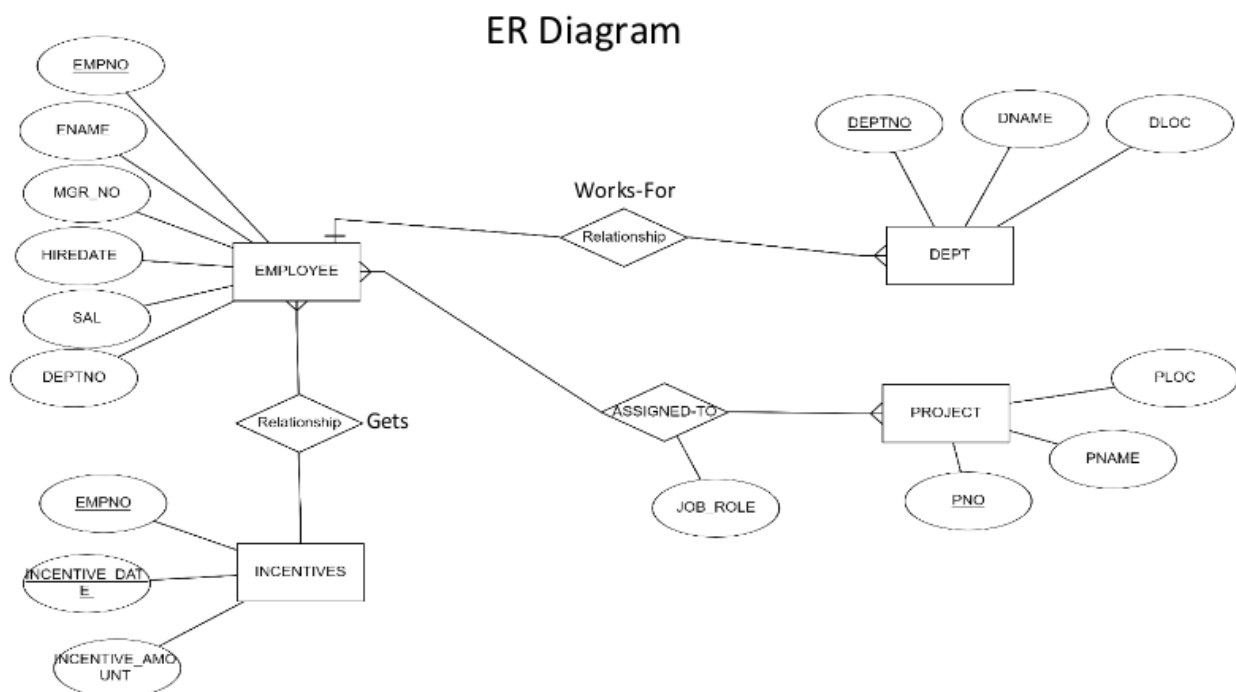 ER Diagram
EMPNO
ENAME
MGR_NO
HIREDATE
SAL
DEPTNO
EMPLOYEE
Works-For
Relationship
DEPTNO
DNAME
DLOC
DEPT
Relationship
Gets
ASSIGNED-TO
JOB_ROLE
PROJECT
PLOC
PNAME
PNO
EMPNO
INCENTIVE_DAT
E
INCENTIVE_AMO
UNT
INCENTIVES